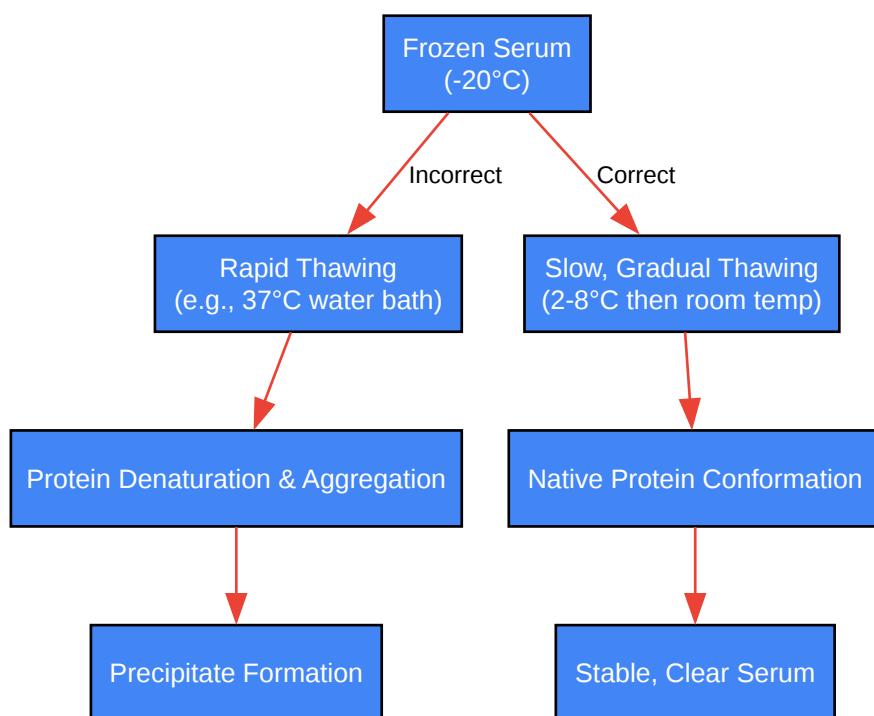 Frozen Serum
(-20°C)
Incorrect
Correct
Rapid Thawing
(e.g., 37°C water bath)
Slow, Gradual Thawing
(2-8°C then room temp)
Protein Denaturation & Aggregation
Native Protein Conformation
Precipitate Formation
Stable, Clear Serum